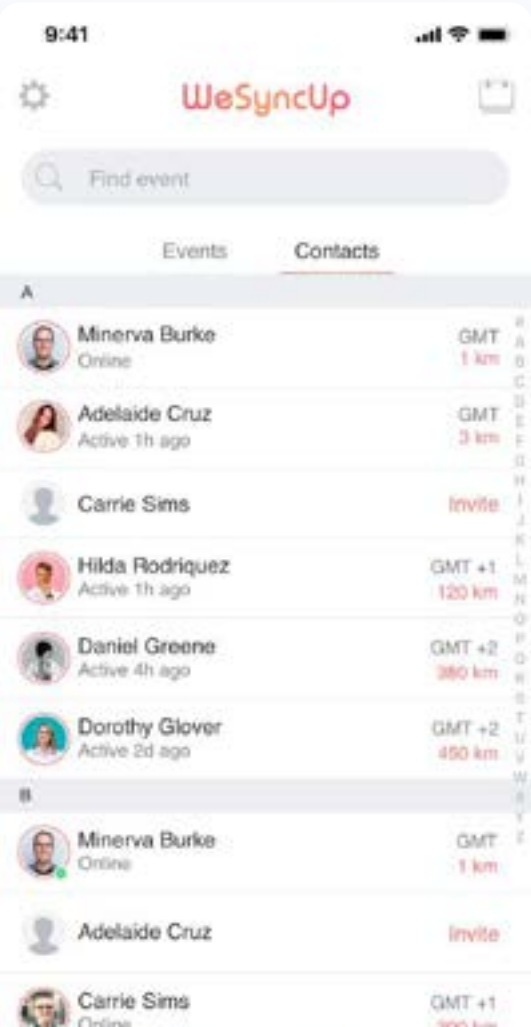 9:41
WeSyncUp
Find event
Events Contacts
A
Minerva Burke GMT
Online 1 km
Adelaide Cruz GMT
Active 1h ago 3 km
Carrie Sims Invite
Hilda Rodriquez GMT +1
Active 1h ago 120 km
Daniel Greene GMT +2
Active 4h ago 380 km
Dorothy Glover GMT +2
Active 2d ago 450 km
B
Minerva Burke GMT
Online 1 km
Adelaide Cruz Invite
Carrie Sims GMT +1
Online